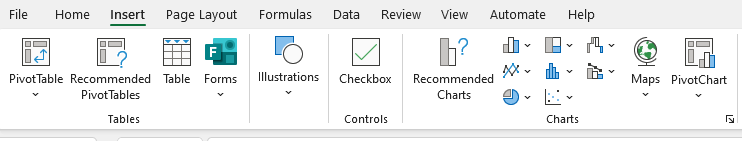 File Home Insert Page Layout Formulas Data Review View Automate Help
PivotTable Recommended PivotTables Table Forms Illustrations Checkbox Recommended Charts Maps PivotChart
Tables Controls Charts